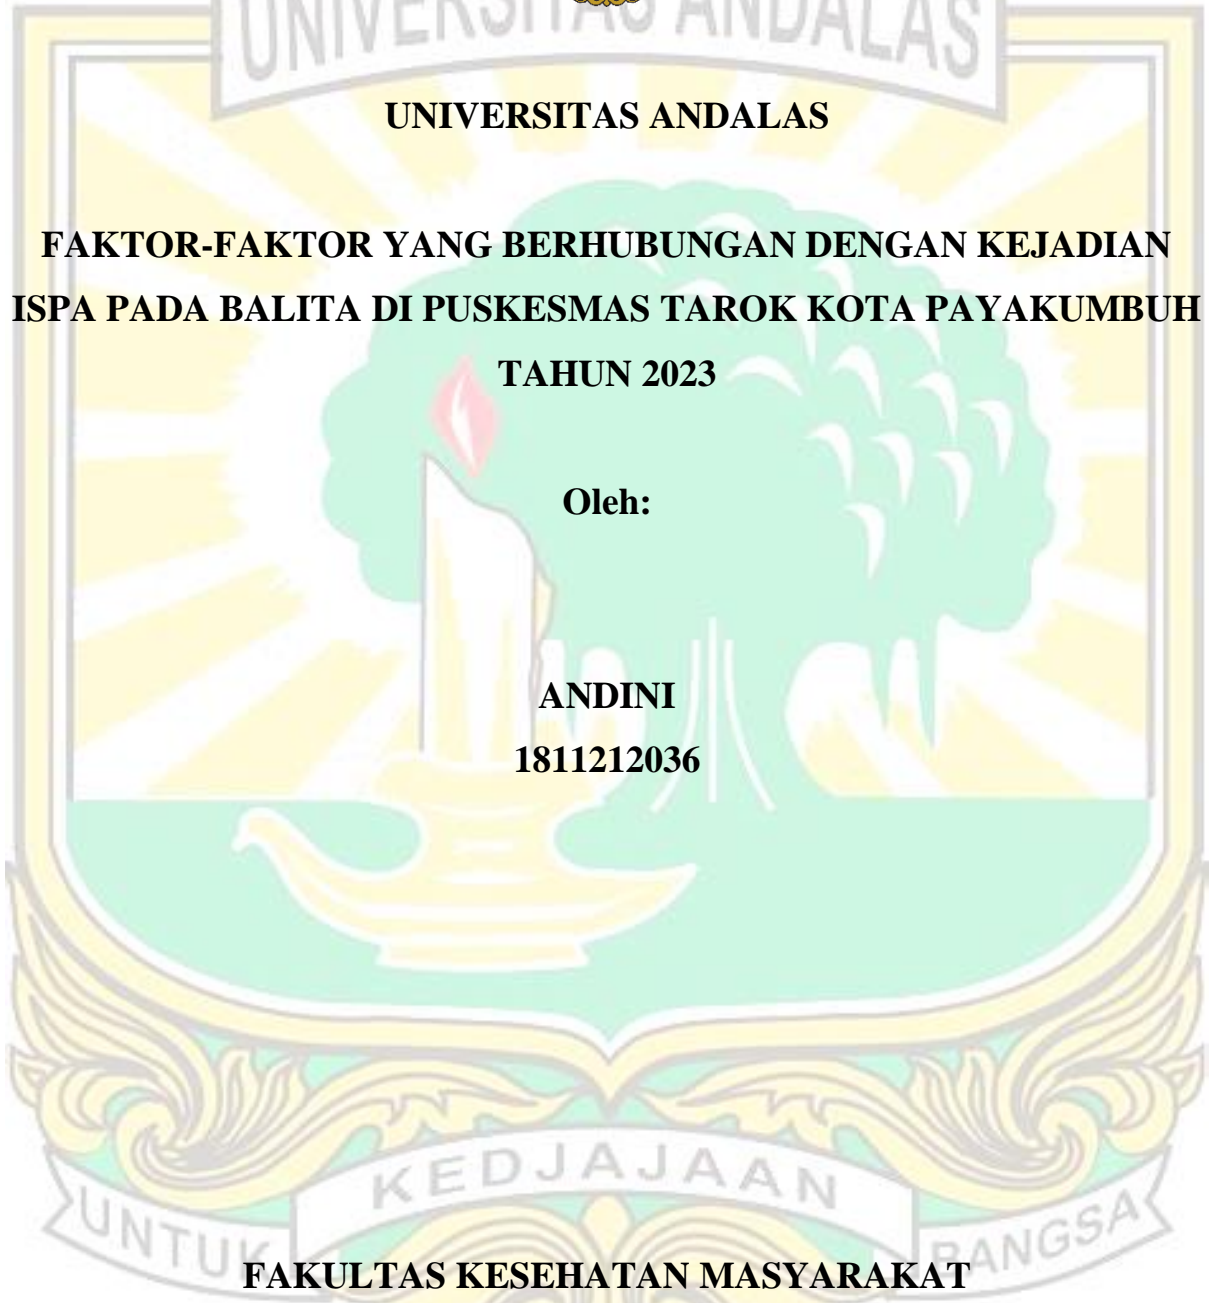 UNIVERSITAS ANDALAS
UNIVERSITAS ANDALAS
FAKTOR-FAKTOR YANG BERHUBUNGAN DENGAN KEJADIAN
ISPA PADA BALITA DI PUSKESMAS TAROK KOTA PAYAKUMBUH
TAHUN 2023
Oleh:
ANDINI
1811212036
UNTUK KEDJAJAAN BANGSA
FAKULTAS KESEHATAN MASYARAKAT